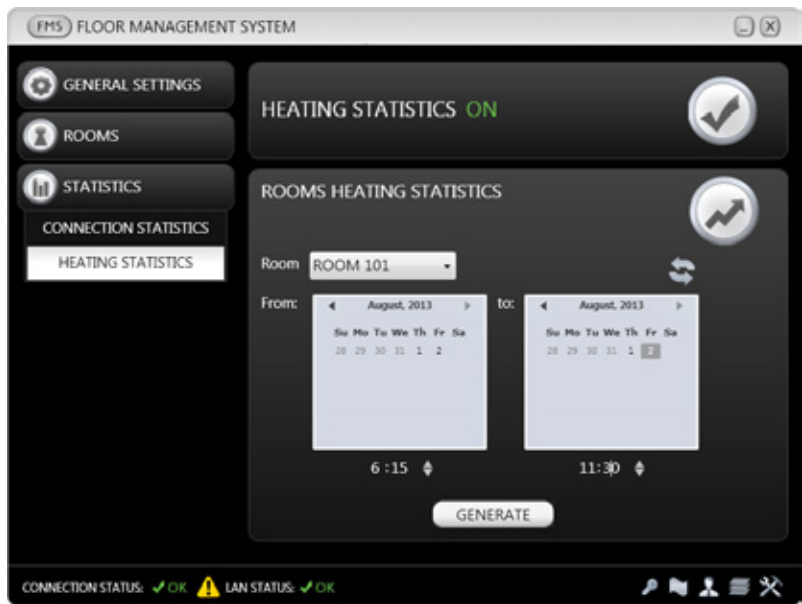 FMS FLOOR MANAGEMENT SYSTEM
GENERAL SETTINGS
ROOMS
STATISTICS
CONNECTION STATISTICS
HEATING STATISTICS
HEATING STATISTICS ON
ROOMS HEATING STATISTICS
Room ROOM 101
From:
August, 2013
Su Mo Tu We Th Fr Sa
28 29 30 31 1 2
6:15
to:
August, 2013
Su Mo Tu We Th Fr Sa
28 29 30 31 1 2
11:30
GENERATE
CONNECTION STATUS: OK LAN STATUS: OK